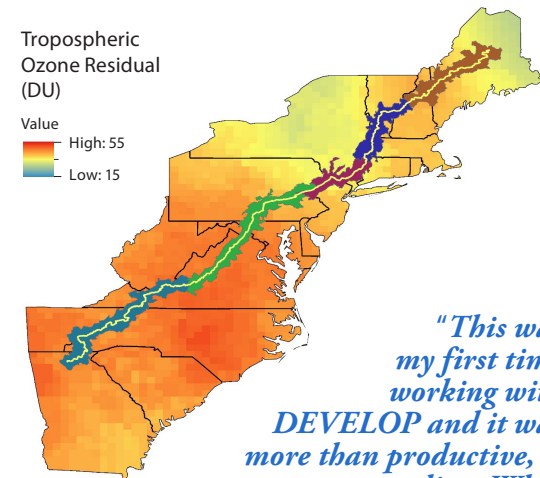 Tropospheric
Ozone Residual
(DU)
Value
High: 55
Low: 15
"This wa
my first tim
working wit
DEVELOP and it wa
more than productive,